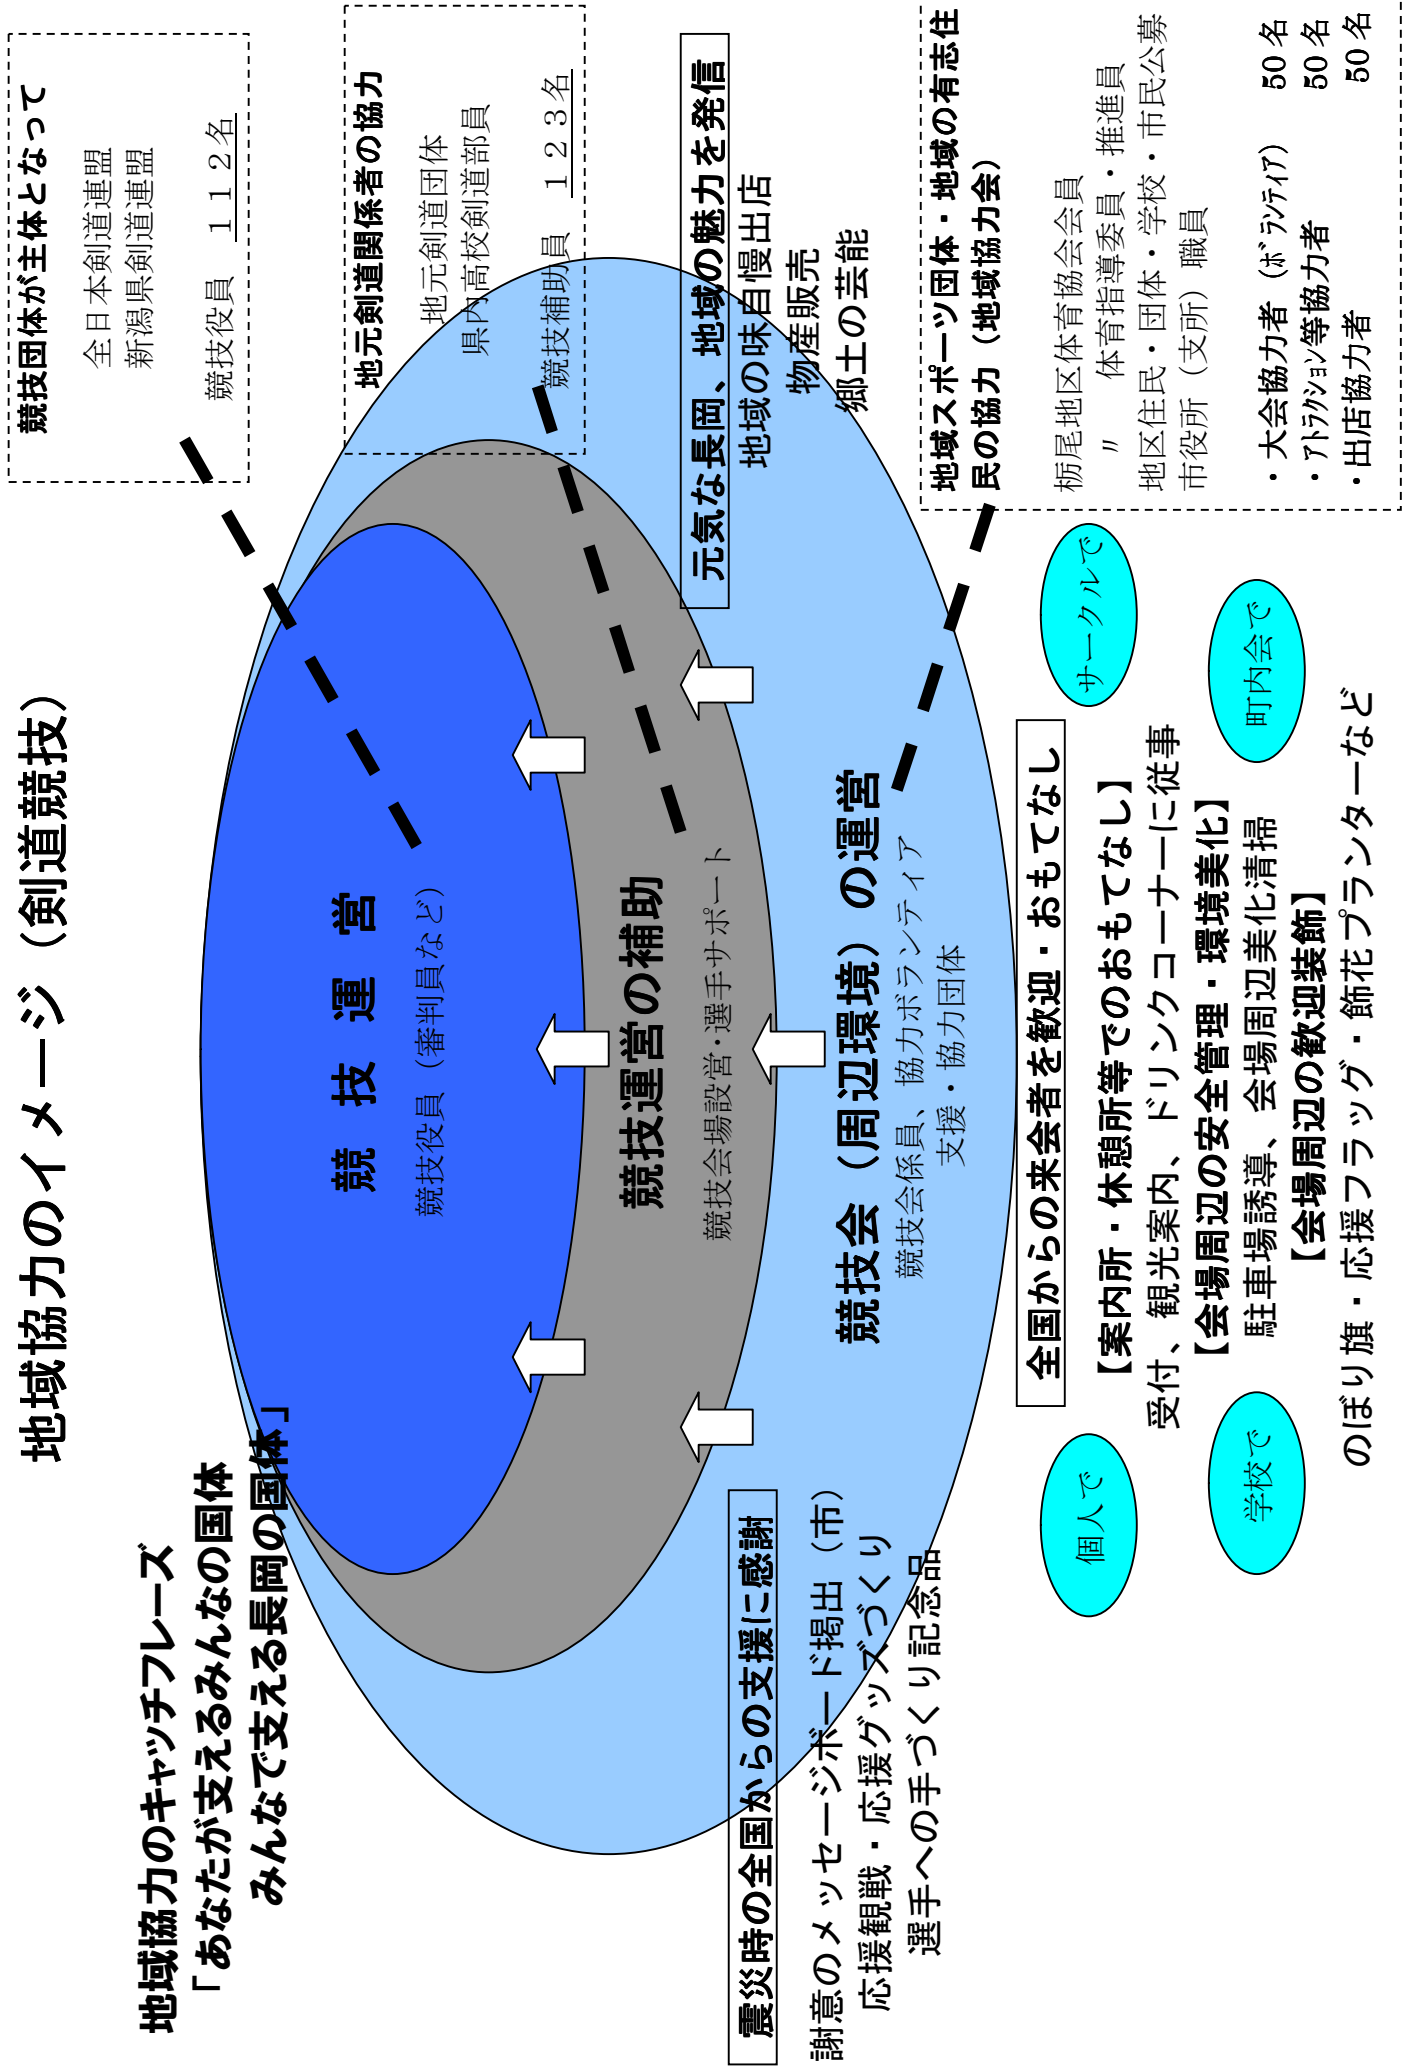 地域協力のイメージ（剣道競技）
地域協力のキャッチフレーズ
「あなたが支えるみんなの国体
みんなで支える長岡の国体」
競技団体が主体となって
全日本剣道連盟
新潟県剣道連盟
競技役員　１１２名
競　技　運　営
競技役員（審判員など）
地元剣道関係者の協力
地元剣道団体
県内高校剣道部員
競技補助員　１２３名
競技運営の補助
競技会場設営・選手サポート
元気な長岡、地域の魅力を発信
地域の味自慢出店
物産販売
郷土の芸能
競技会（周辺環境）の運営
競技会係員、協力ボランティア
支援・協力団体
震災時の全国からの支援に感謝
謝意のメッセージボード掲出（市）
応援観戦・応援グッズづくり
選手への手づくり記念品
地域スポーツ団体・地域の有志住
民の協力（地域協力会）
栃尾地区体育協会会員
〃　体育指導委員・推進員
地区住民・団体・学校・市民公募
市役所（支所）職員
・大会協力者（ﾎﾞﾗﾝﾃｨｱ）　50名
・ｱﾄﾗｸｼｮﾝ等協力者　50名
・出店協力者　50名
全国からの来会者を歓迎・おもてなし
【案内所・休憩所等でのおもてなし】
受付、観光案内、ドリンクコーナーに従事
【会場周辺の安全管理・環境美化】
駐車場誘導、会場周辺美化清掃
【会場周辺の歓迎装飾】
のぼり旗・応援フラッグ・飾花プランターなど
個人で
学校で
サークルで
町内会で